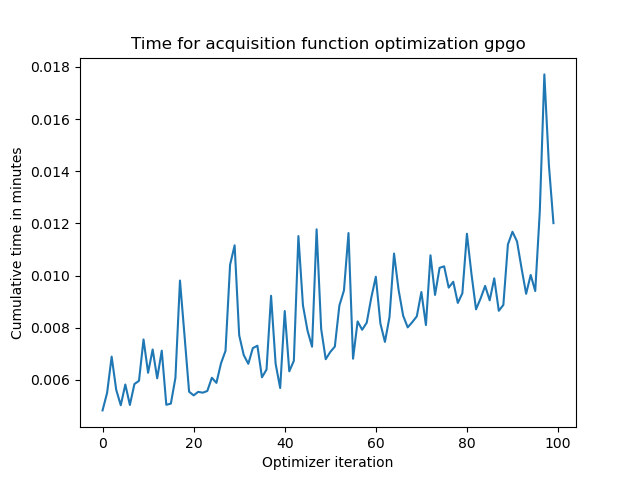 Time for acquisition function optimization gpgo
0.018
0.016
0.014
0.012
0.010
0.008
0.006
Cumulative time in minutes
0 20 40 60 80 100
Optimizer iteration